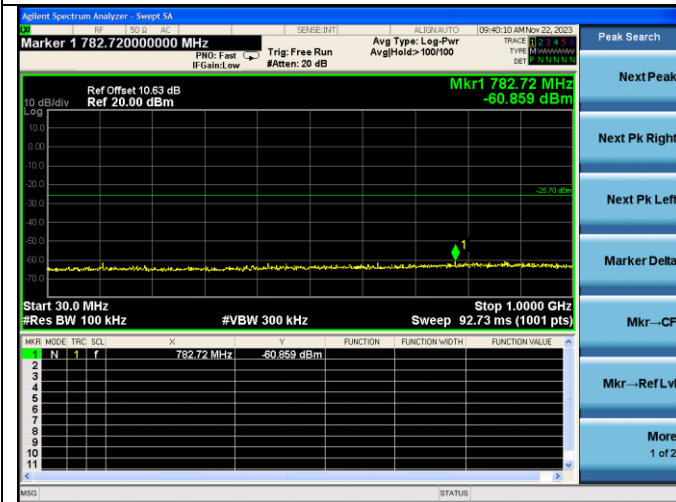 Agilent Spectrum Analyzer - Swept SA
RF 50 Ω AC SENSE:INT ALIGNAUTO 09:40:10 AM Nov 22, 2023
Marker 1 782.720000000 MHz
PNO: Fast Trig: Free Run
IFGain:Low #Atten: 20 dB
Avg Type: Log-Pwr
Avg|Hold:>100/100
TRACE 1 2 3 4 5 6
TYPE M
DET P N N N N N
Peak Search
Next Peak
Next Pk Right
Next Pk Left
Marker Delta
Mkr→CF
Mkr→Ref Lvl
More
1 of 2
Mkr1 782.72 MHz
-60.859 dBm
Ref Offset 10.63 dB
10 dB/div Ref 20.00 dBm
Log
10.0
0.00
-10.0
-20.0
-25.70 dBm
-30.0
-40.0
-50.0
1
-60.0
-70.0
Start 30.0 MHz Stop 1.0000 GHz
#Res BW 100 kHz #VBW 300 kHz Sweep 92.73 ms (1001 pts)
MKR MODE TRC SCL X Y FUNCTION FUNCTION WIDTH FUNCTION VALUE
1 N 1 f 782.72 MHz -60.859 dBm
2
3
4
5
6
7
8
9
10
11
MSG STATUS